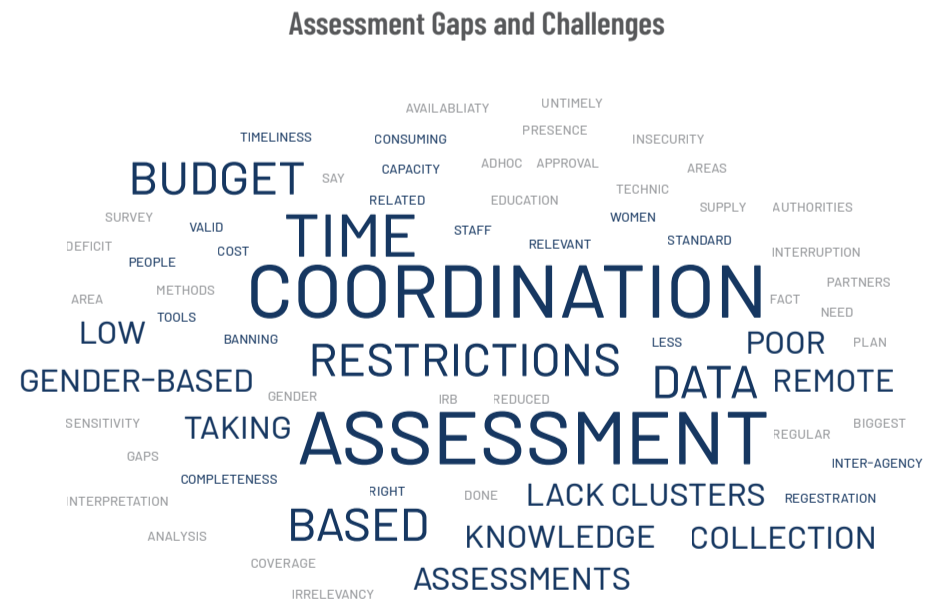 Assessment Gaps and Challenges
UNTIMELY
AVAILABLIATY
PRESENCE
TIMELINESS
CONSUMING
INSECURITY
ADHOC
APPROVAL
CAPACITY
AREAS
BUDGET
SAY
TECHNIC
RELATED
EDUCATION
SUPPLY
AUTHORITIES
SURVEY
WOMEN
VALID
TIME
STAFF
STANDARD
RELEVANT
DEFICIT
COST
INTERRUPTION
PEOPLE
COORDINATION
PARTNERS
METHODS
AREA
FACT
NEED
TOOLS
LOW
BANNING
LESS
POOR
PLAN
RESTRICTIONS
GENDER-BASED
DATA
REMOTE
GENDER
IRB
REDUCED
SENSITIVITY
TAKING
ASSESSMENT
REGULAR
BIGGEST
GAPS
INTER-AGENCY
COMPLETENESS
RIGHT
DONE
LACK CLUSTERS
REGESTRATION
INTERPRETATION
BASED
ANALYSIS
KNOWLEDGE
COLLECTION
COVERAGE
ASSESSMENTS
IRRELEVANCY